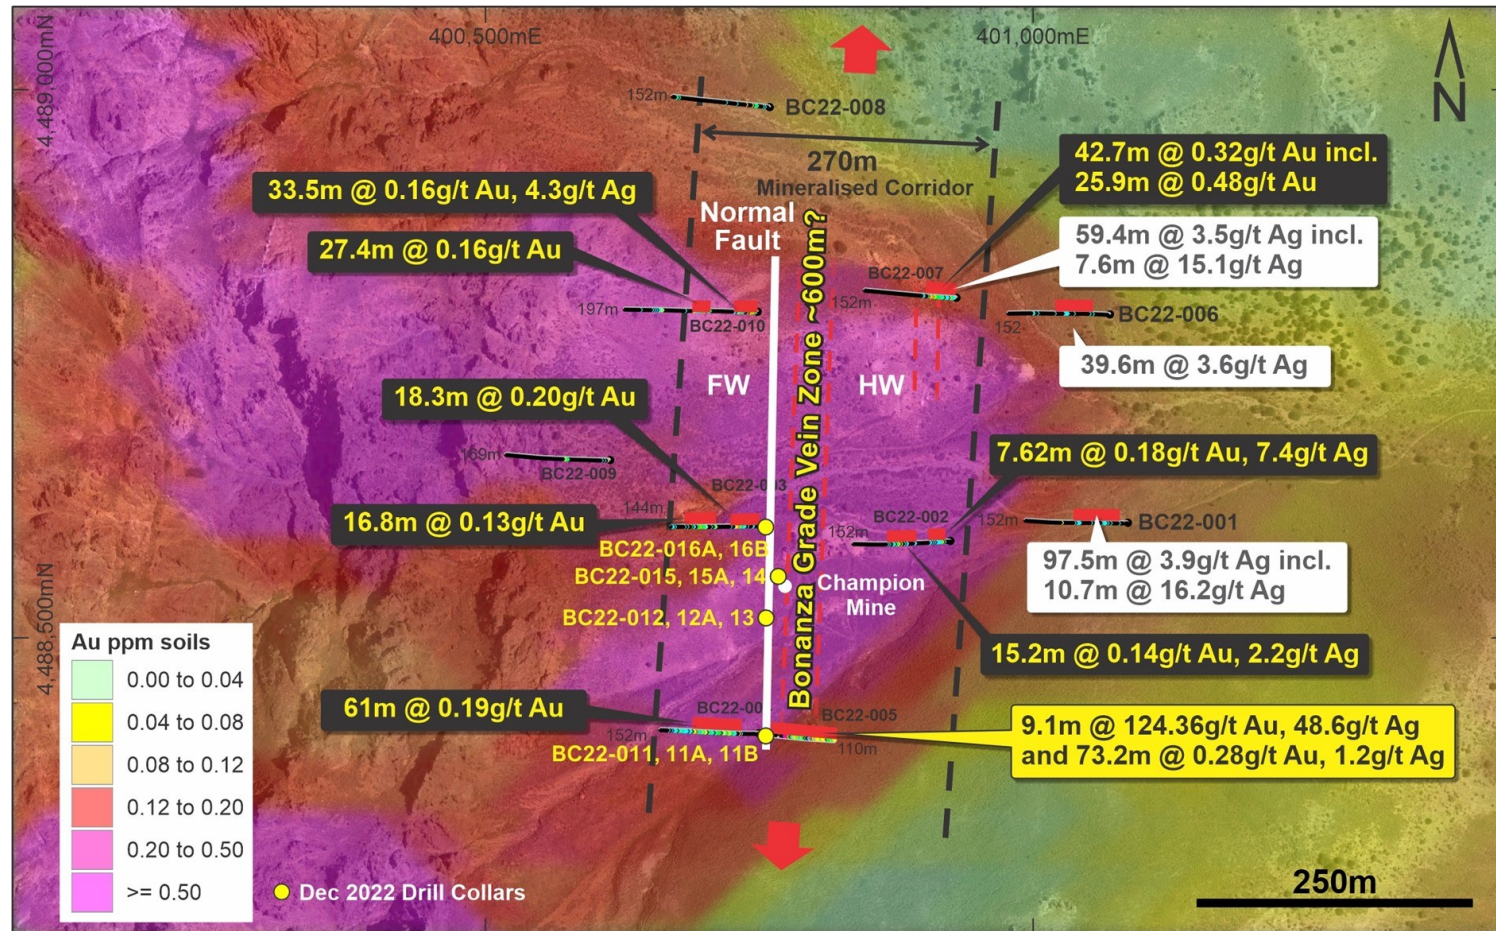 400,500mE
401,000mE
4,489,000mN
N
152m
BC22-008
270m
Mineralised Corridor
42.7m @ 0.32g/t Au incl.
25.9m @ 0.48g/t Au
33.5m @ 0.16g/t Au, 4.3g/t Ag
Normal
Fault
27.4m @ 0.16g/t Au
59.4m @ 3.5g/t Ag incl.
7.6m @ 15.1g/t Ag
BC22-007
152m
197m
BC22-010
152
BC22-006
39.6m @ 3.6g/t Ag
FW
HW
Bonanza Grade Vein Zone ~600m?
18.3m @ 0.20g/t Au
169m
BC22-009
7.62m @ 0.18g/t Au, 7.4g/t Ag
144m
16.8m @ 0.13g/t Au
BC22-002
152m
152m
BC22-001
BC22-016A, 16B
BC22-015, 15A, 14
Champion
Mine
97.5m @ 3.9g/t Ag incl.
10.7m @ 16.2g/t Ag
BC22-012, 12A, 13
4,488,500mN
15.2m @ 0.14g/t Au, 2.2g/t Ag
61m @ 0.19g/t Au
BC22-00
BC22-005
152m
110m
BC22-011, 11A, 11B
9.1m @ 124.36g/t Au, 48.6g/t Ag
and 73.2m @ 0.28g/t Au, 1.2g/t Ag
Au ppm soils
0.00 to 0.04
0.04 to 0.08
0.08 to 0.12
0.12 to 0.20
0.20 to 0.50
>= 0.50
Dec 2022 Drill Collars
250m